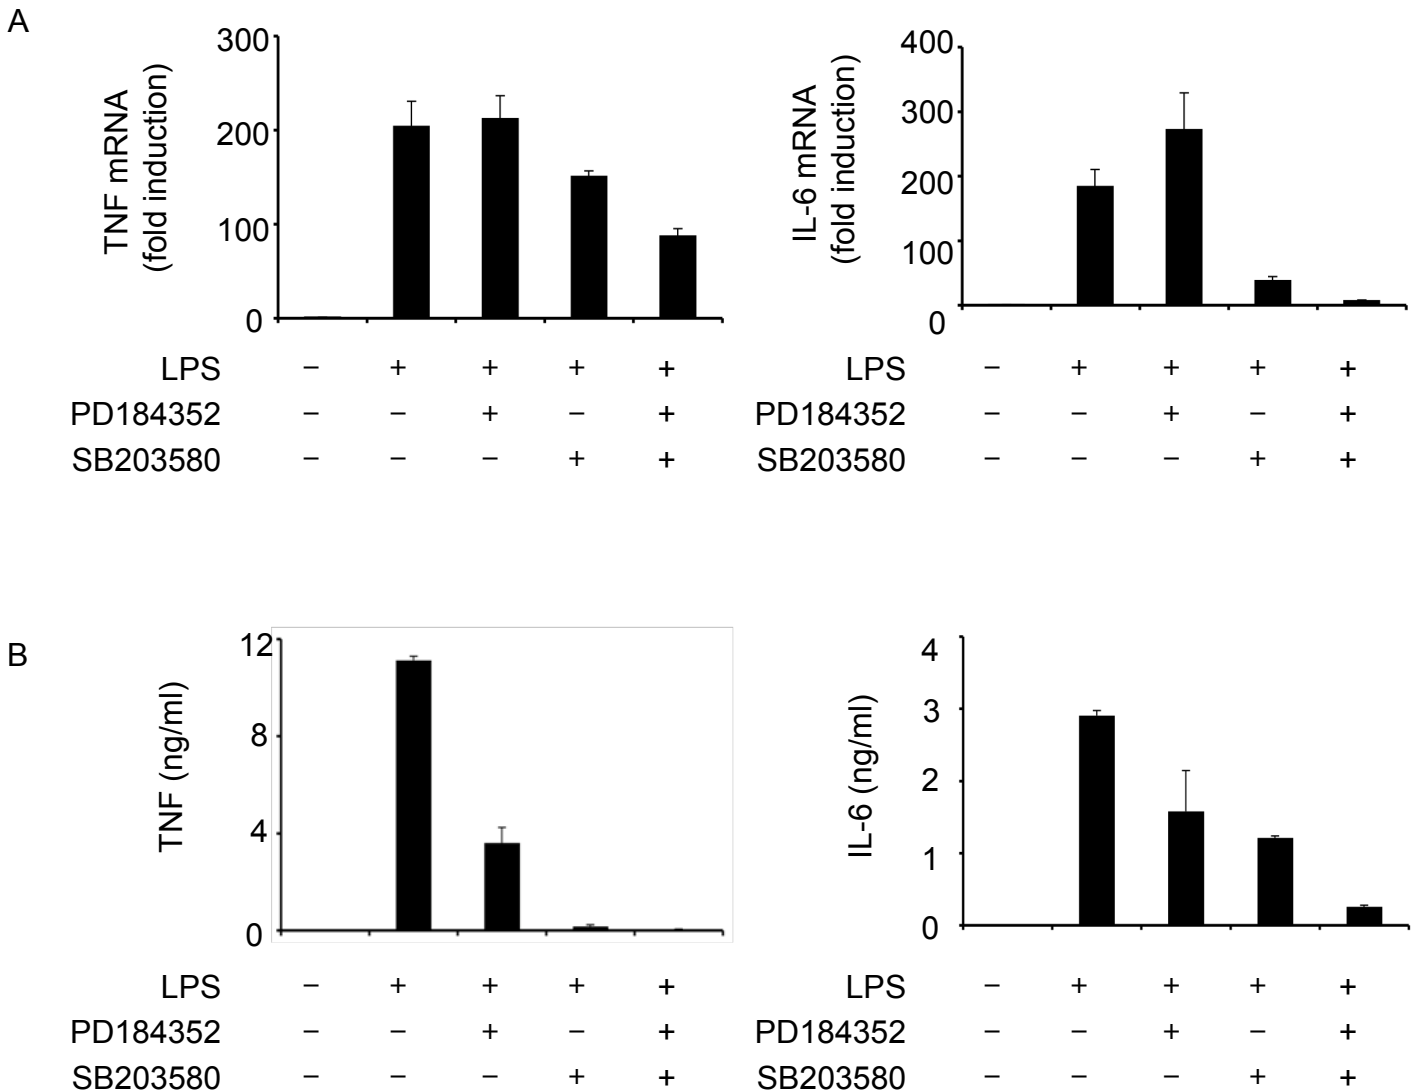 A
TNF mRNA
(fold induction)
300
200
100
0
LPS – + + + +
PD184352 – – + – +
SB203580 – – – + +
IL-6 mRNA
(fold induction)
400
300
200
100
0
LPS – + + + +
PD184352 – – + – +
SB203580 – – – + +
B
TNF (ng/ml)
12
8
4
0
LPS – + + + +
PD184352 – – + – +
SB203580 – – – + +
IL-6 (ng/ml)
4
3
2
1
0
LPS – + + + +
PD184352 – – + – +
SB203580 – – – + +